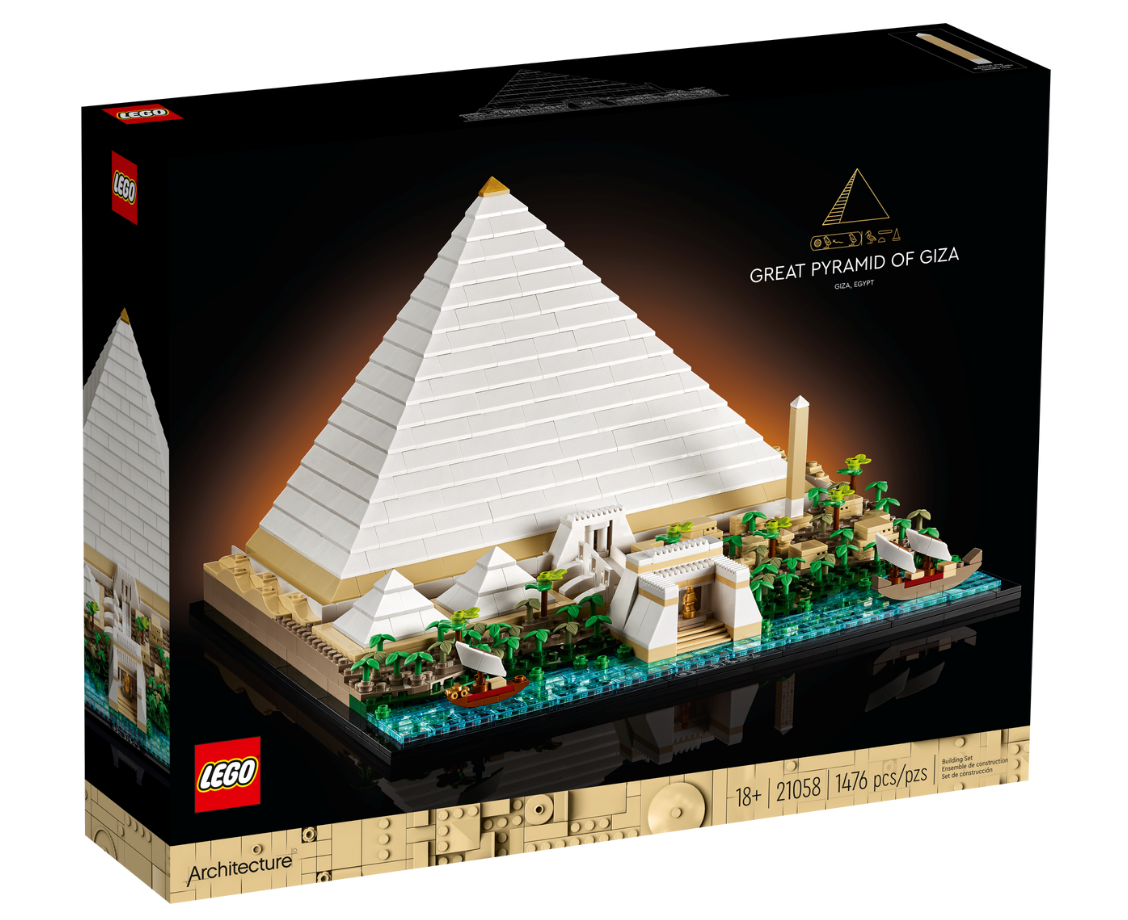 LEGO
LEGO
GREAT PYRAMID OF GIZA
GIZA, EGYPT
LEGO
18+ | 21058 | 1476 pcs/pzs
Building Set
Ensemble de construction
Set de construcción
Architecture